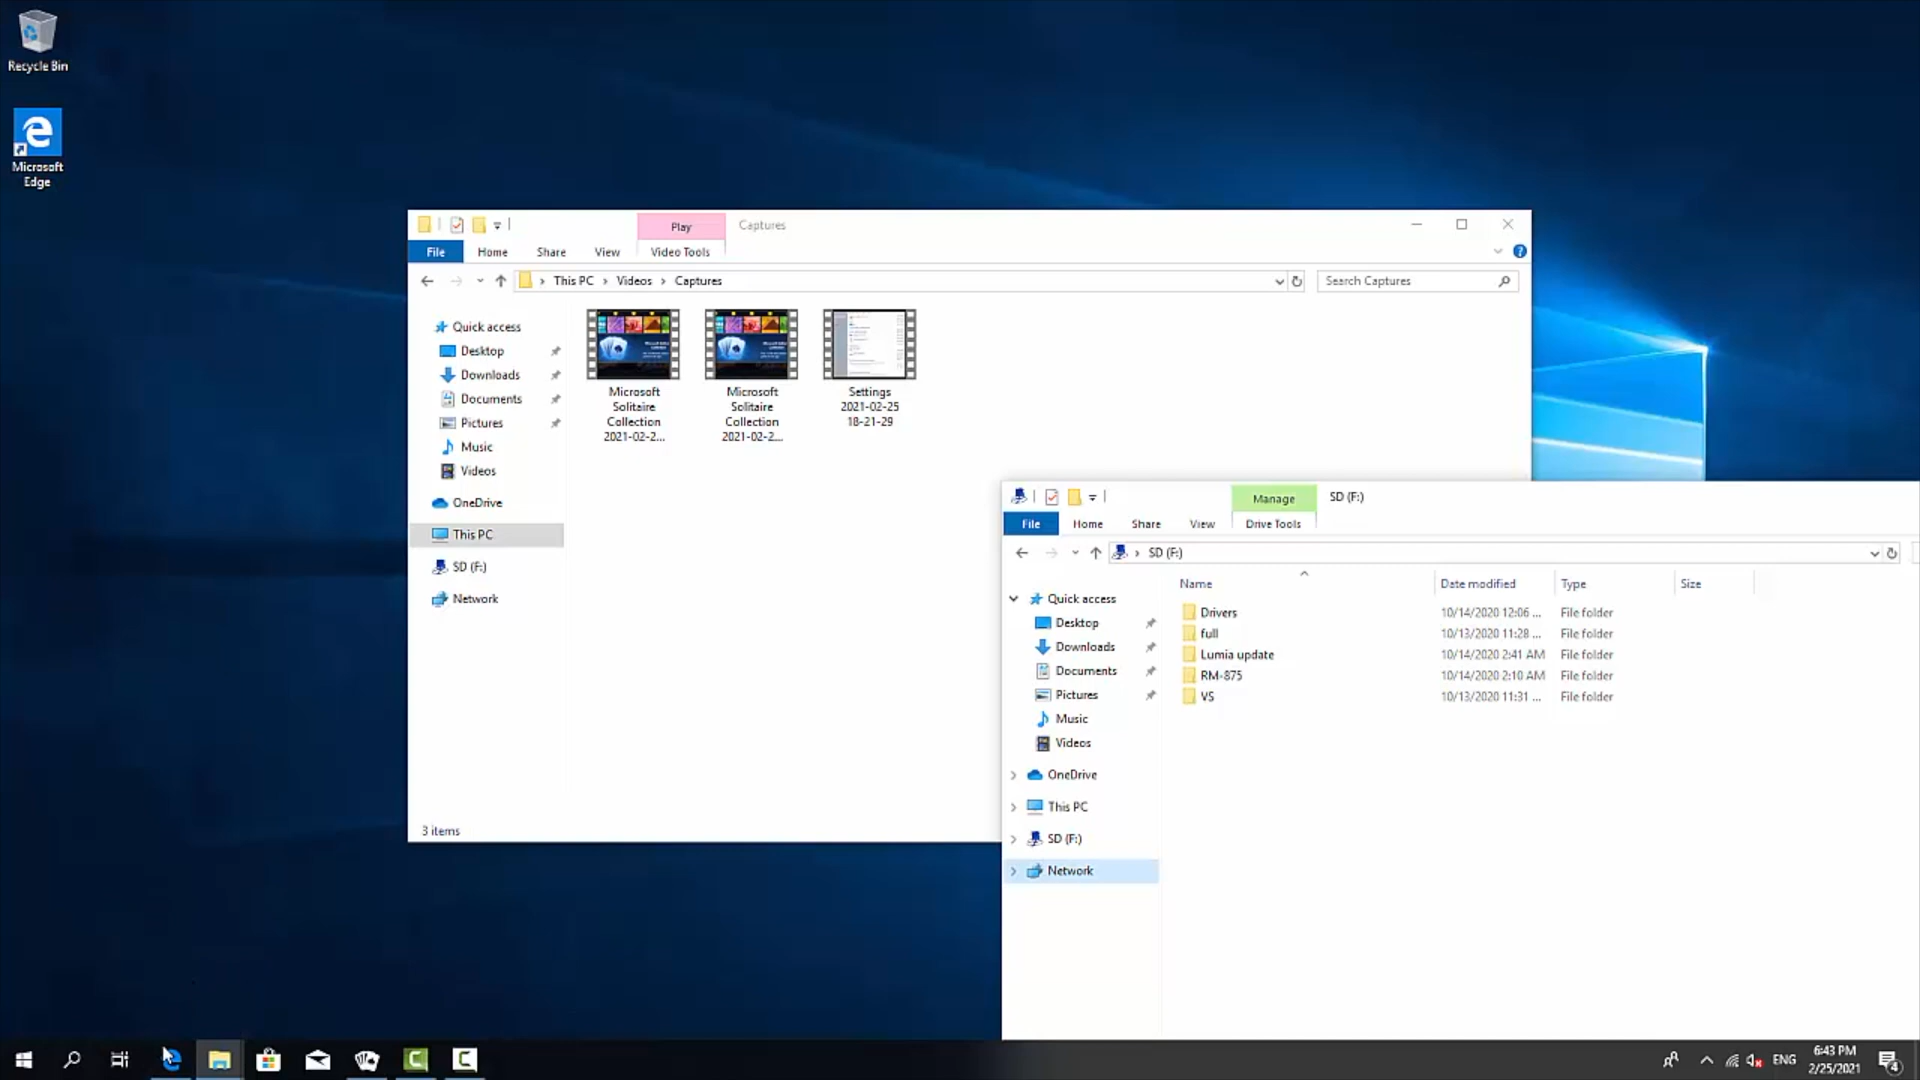 Recycle Bin
Microsoft
Edge
Play
Captures
File
Home
Share
View
Video Tools
This PC
Videos
Captures
Search Captures
Quick access
Desktop
Downloads
Documents
Pictures
Music
Videos
OneDrive
This PC
SD (F:)
Network
Microsoft
Solitaire
Collection
2021-02-2...
Microsoft
Solitaire
Collection
2021-02-2...
Settings
2021-02-25
18-21-29
3 items
Manage
SD (F:)
File
Home
Share
View
Drive Tools
SD (F:)
Quick access
Desktop
Downloads
Documents
Pictures
Music
Videos
OneDrive
This PC
SD (F:)
Network
Name Date modified Type Size
Drivers 10/14/2020 12:06 ... File folder
full 10/13/2020 11:28 ... File folder
Lumia update 10/14/2020 2:41 AM File folder
RM-875 10/14/2020 2:10 AM File folder
VS 10/13/2020 11:31 ... File folder
ENG
6:43 PM
2/25/2021
4